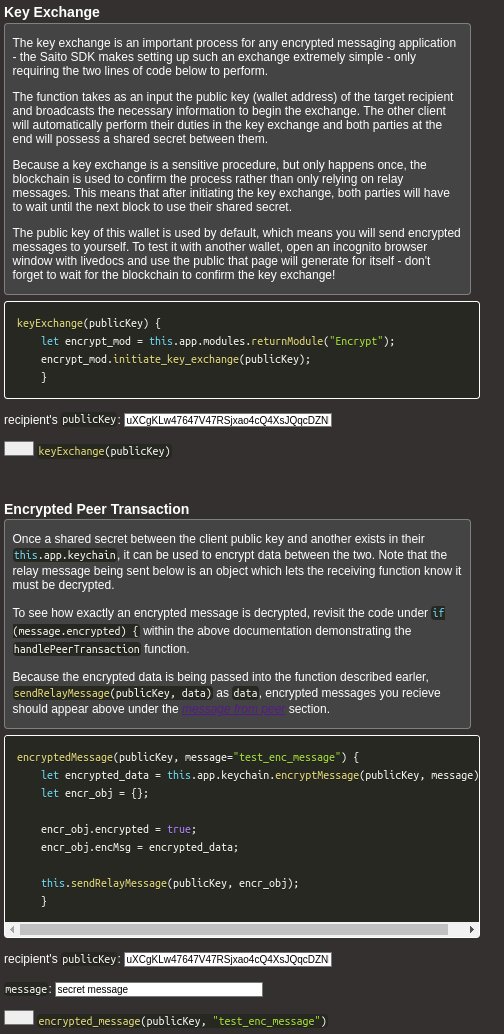 Key Exchange
The key exchange is an important process for any encrypted messaging application
- the Saito SDK makes setting up such an exchange extremely simple - only
requiring the two lines of code below to perform.
The function takes as an input the public key (wallet address) of the target recipient
and broadcasts the necessary information to begin the exchange. The other client
will automatically perform their duties in the key exchange and both parties at the
end will possess a shared secret between them.
Because a key exchange is a sensitive procedure, but only happens once, the
blockchain is used to confirm the process rather than only relying on relay
messages. This means that after initiating the key exchange, both parties will have
to wait until the next block to use their shared secret.
The public key of this wallet is used by default, which means you will send encrypted
messages to yourself. To test it with another wallet, open an incognito browser
window with livedocs and use the public that page will generate for itself - don't
forget to wait for the blockchain to confirm the key exchange!
keyExchange(publicKey) {
let encrypt_mod = this.app.modules.returnModule("Encrypt");
encrypt_mod.initiate_key_exchange(publicKey);
}
recipient's publicKey: uXCgKLw47647V47RSjxao4cQ4XsJQqcDZN
keyExchange(publicKey)
Encrypted Peer Transaction
Once a shared secret between the client public key and another exists in their
this.app.keychain, it can be used to encrypt data between the two. Note that the
relay message being sent below is an object which lets the receiving function know it
must be decrypted.
To see how exactly an encrypted message is decrypted, revisit the code under if
(message.encrypted) { within the above documentation demonstrating the
handlePeerTransaction function.
Because the encrypted data is being passed into the function described earler,
sendRelayMessage(publicKey, data) as data, encrypted messages you recieve
should appear above under the message from peer section.
encryptedMessage(publicKey, message="test_enc_message") {
let encrypted_data = this.app.keychain.encryptMessage(publicKey, message)
let encr_obj = {};
encr_obj.encrypted = true;
encr_obj.encMsg = encrypted_data;
this.sendRelayMessage(publicKey, encr_obj);
}
recipient's publicKey: uXCgKLw47647V47RSjxao4cQ4XsJQqcDZN
message: secret message
encrypted_message(publicKey, "test_enc_message")